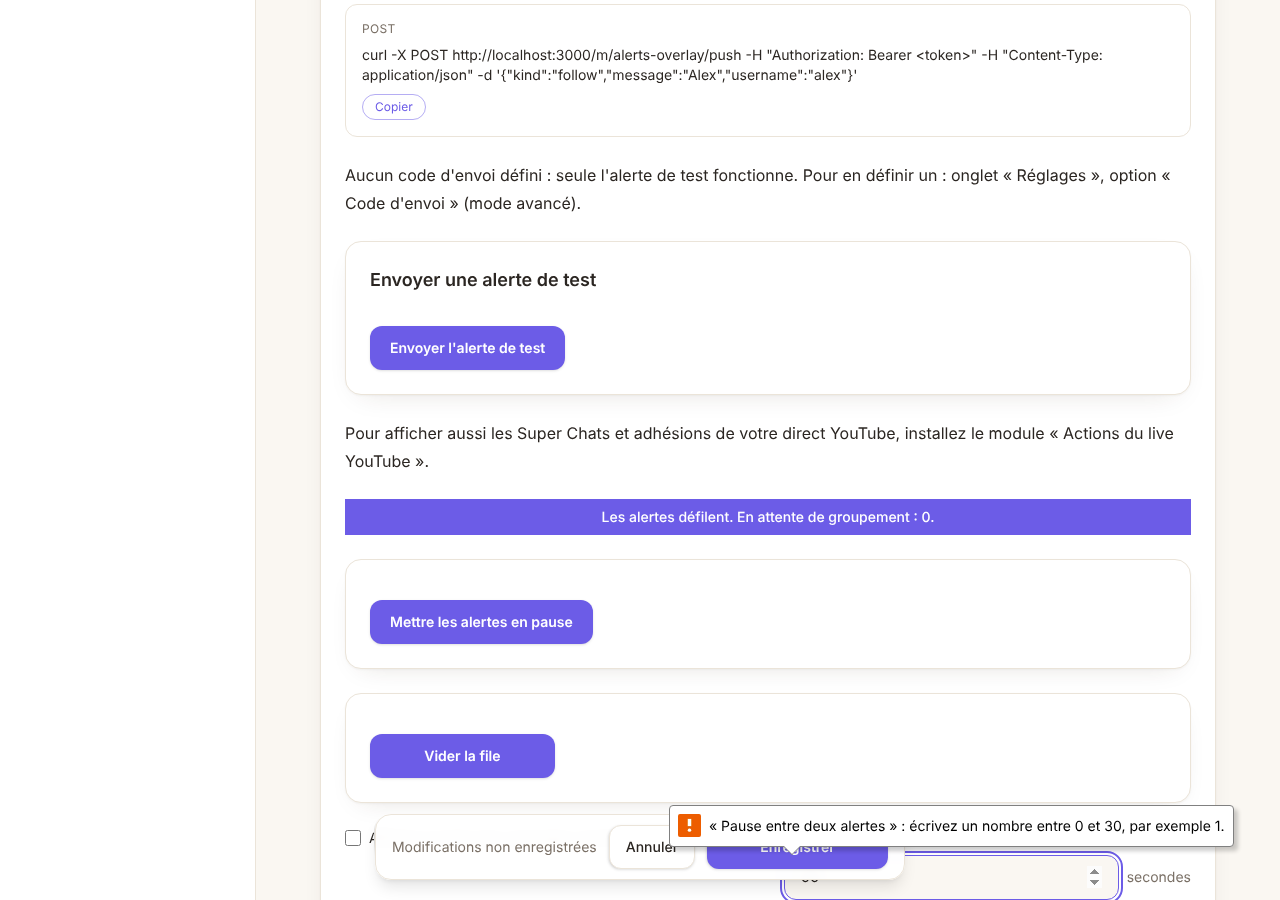 POST
curl -X POST http://localhost:3000/m/alerts-overlay/push -H "Authorization: Bearer <token>" -H "Content-Type:
application/json" -d '{"kind":"follow","message":"Alex","username":"alex"}'
Copier
Aucun code d'envoi défini : seule l'alerte de test fonctionne. Pour en définir un : onglet « Réglages », option «
Code d'envoi » (mode avancé).
Envoyer une alerte de test
Envoyer l'alerte de test
Pour afficher aussi les Super Chats et adhésions de votre direct YouTube, installez le module « Actions du live
YouTube ».
Les alertes défilent. En attente de groupement : 0.
Mettre les alertes en pause
Vider la file
« Pause entre deux alertes » : écrivez un nombre entre 0 et 30, par exemple 1.
Modifications non enregistrées
Annuler
Enregistrer
secondes